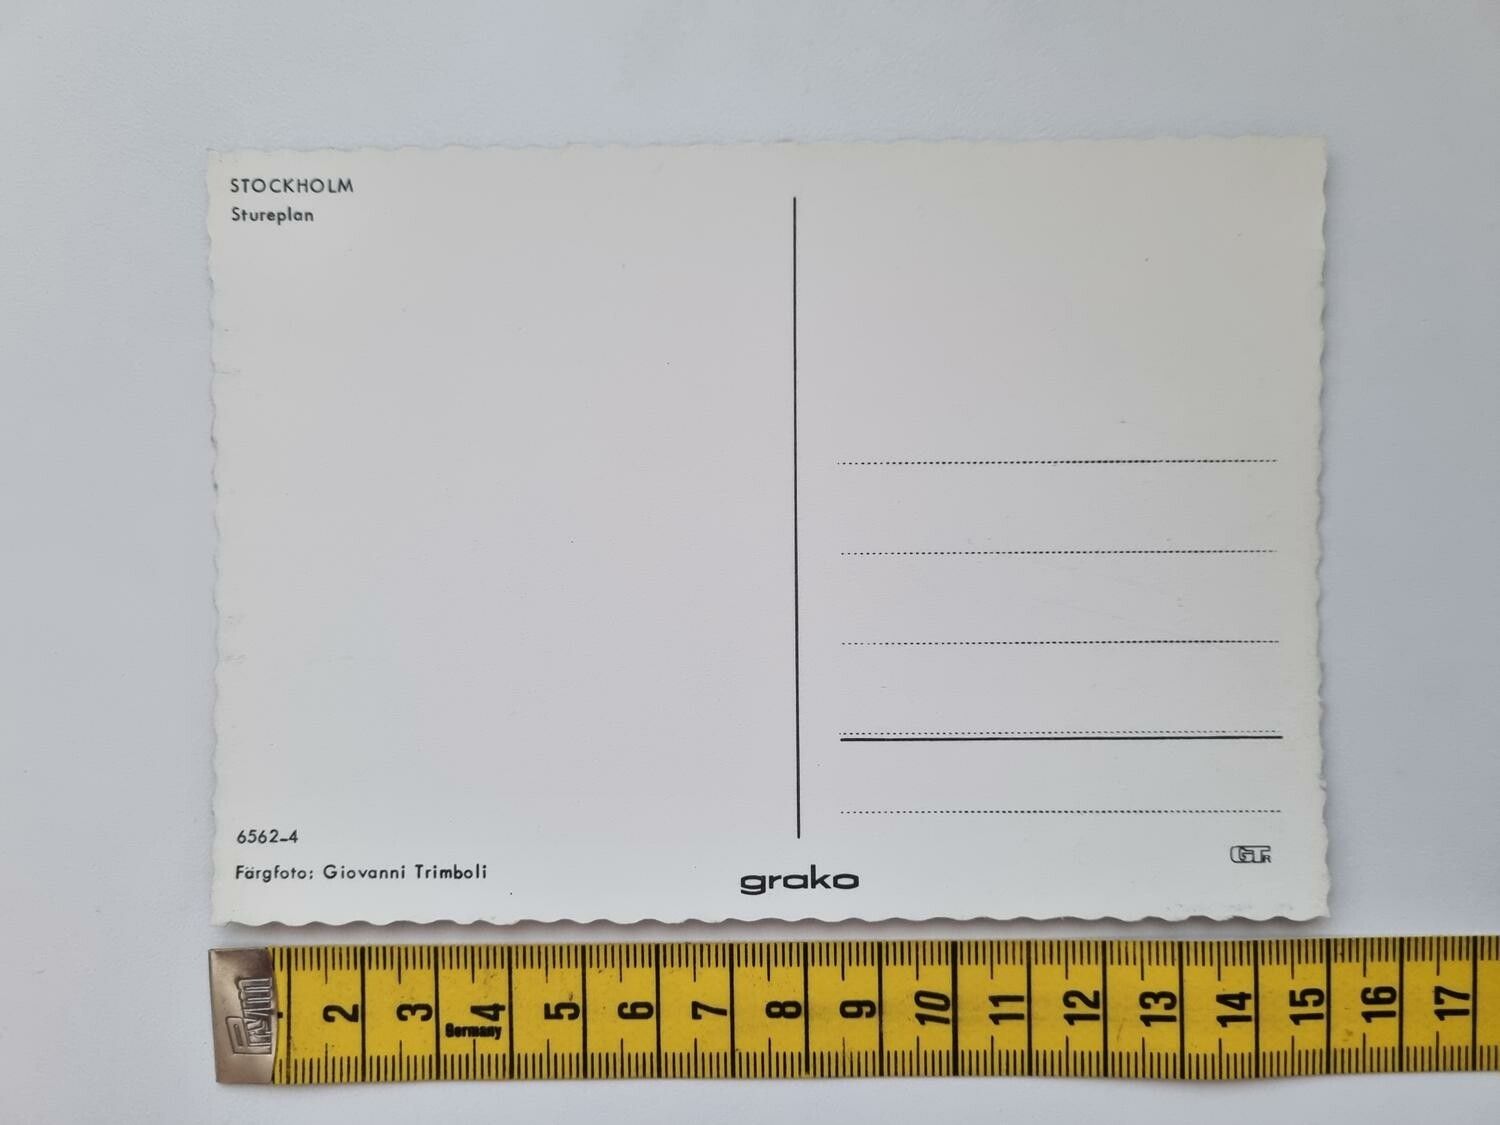 STOCKHOLM
Stureplan
6562-4
Färgfoto: Giovanni Trimboli
grako
GTR
Prym
2 3 4 5 6 7 8 9 10 11 12 13 14 15 16 17
Germany